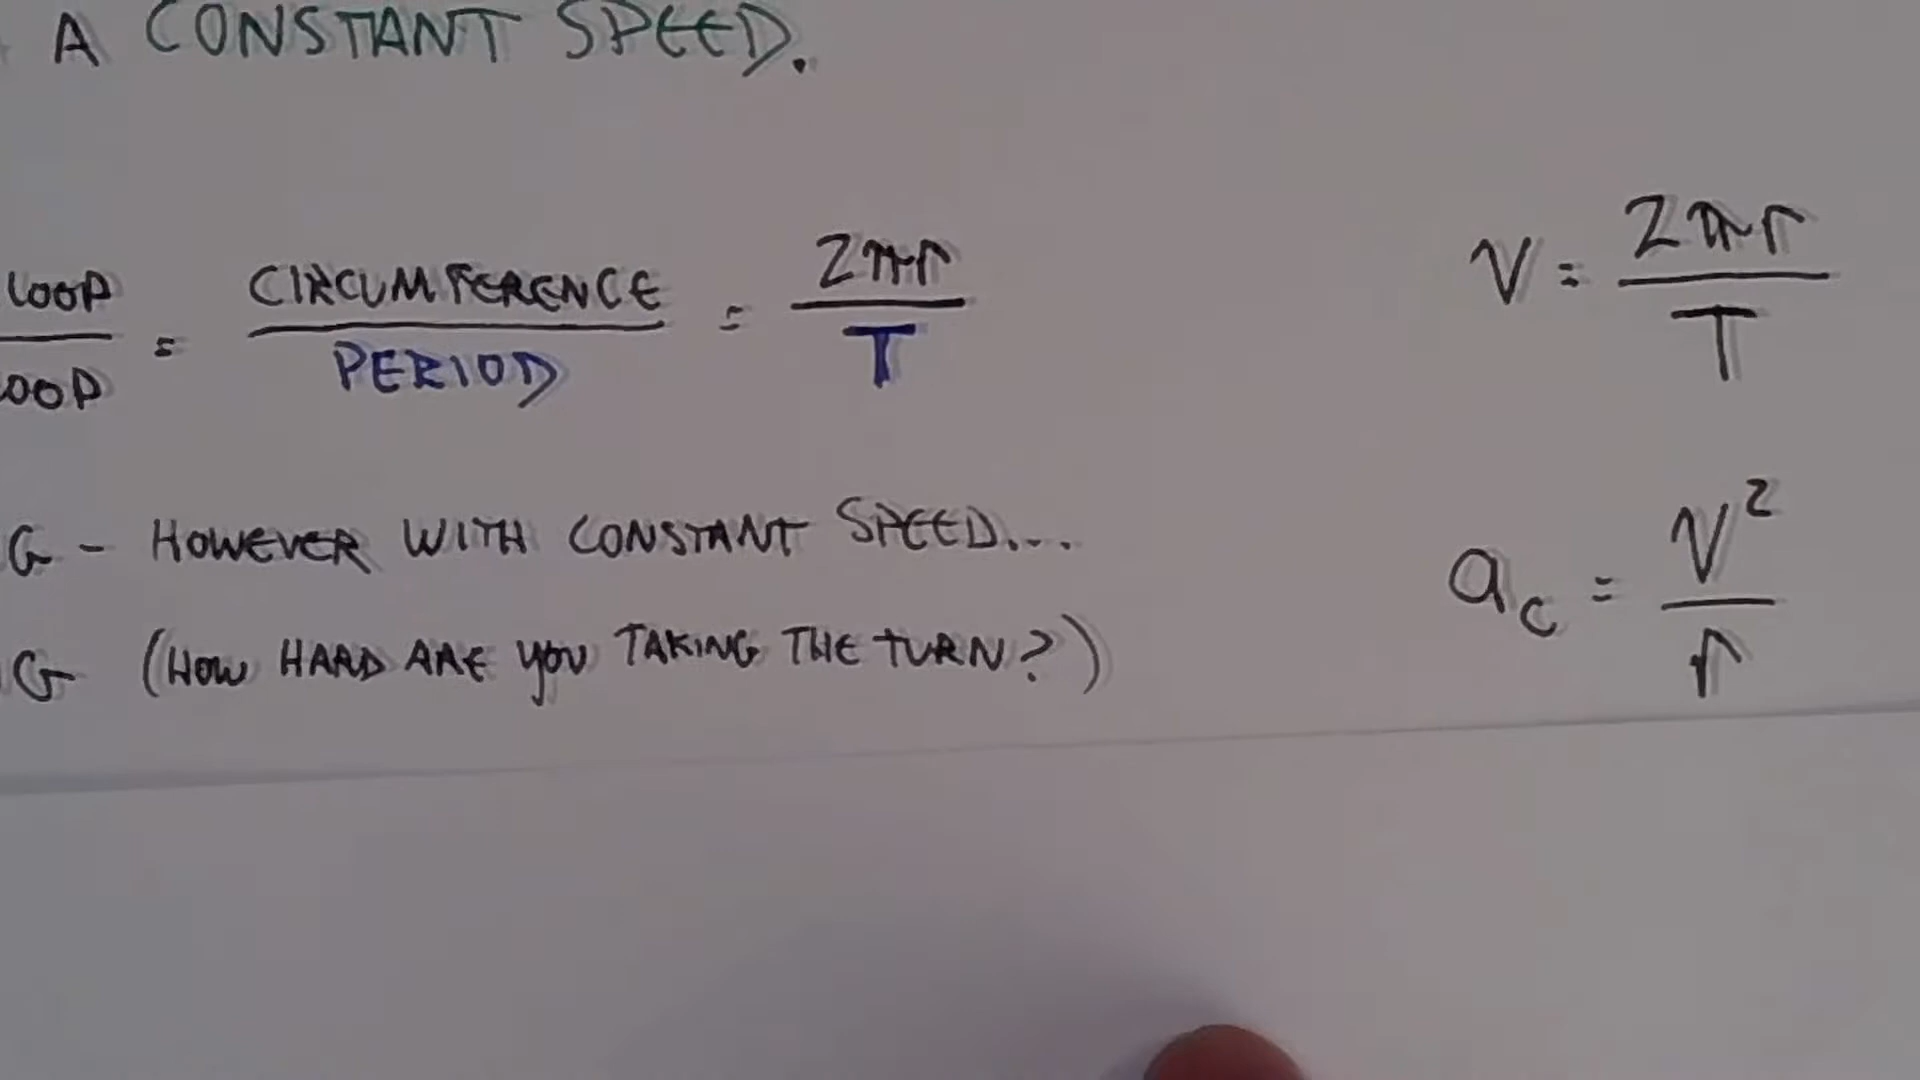 A CONSTANT SPEED.
LOOP / OOP = CIRCUMFERENCE / PERIOD = 2πr / T
V = 2πr / T
G - HOWEVER WITH CONSTANT SPEED...
G (HOW HARD ARE YOU TAKING THE TURN?)
a_c = V² / r